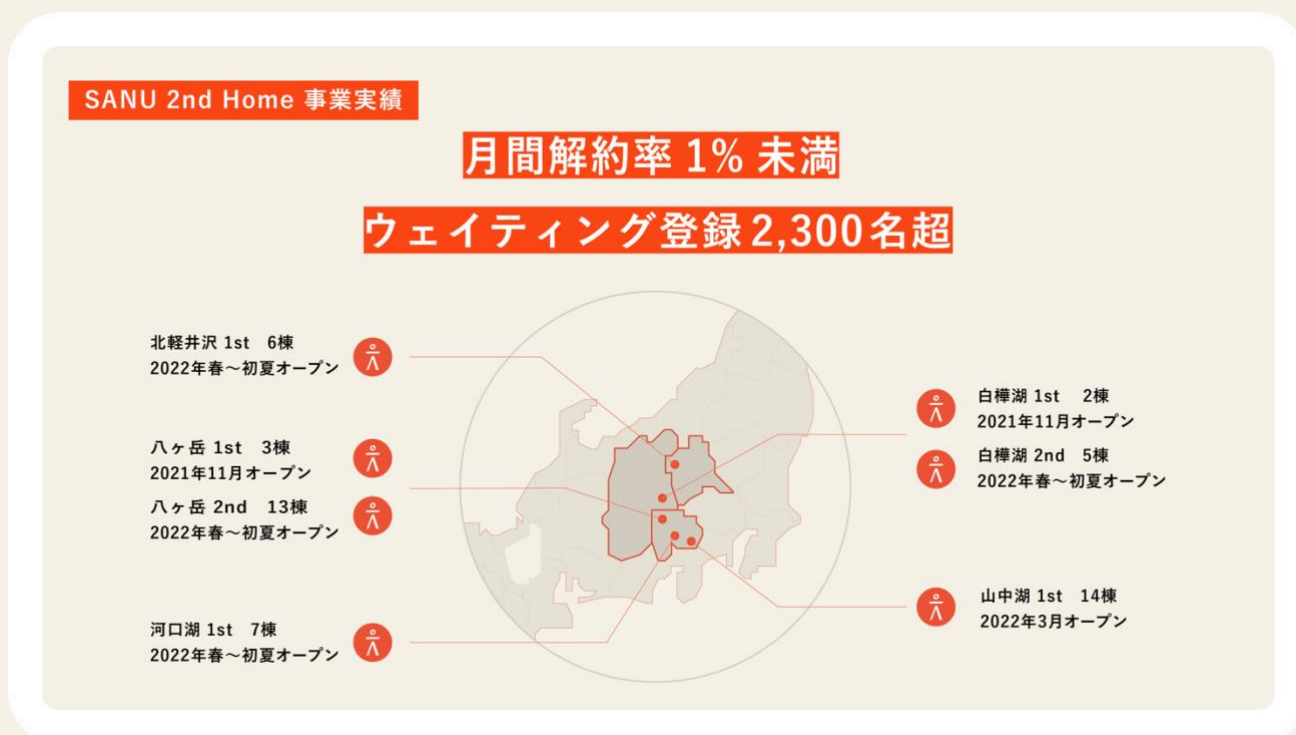 SANU 2nd Home 事業実績
月間解約率 1% 未満
ウェイティング登録 2,300名超
北軽井沢 1st 6棟
2022年春～初夏オープン
八ヶ岳 1st 3棟
2021年11月オープン
八ヶ岳 2nd 13棟
2022年春～初夏オープン
河口湖 1st 7棟
2022年春～初夏オープン
白樺湖 1st 2棟
2021年11月オープン
白樺湖 2nd 5棟
2022年春～初夏オープン
山中湖 1st 14棟
2022年3月オープン